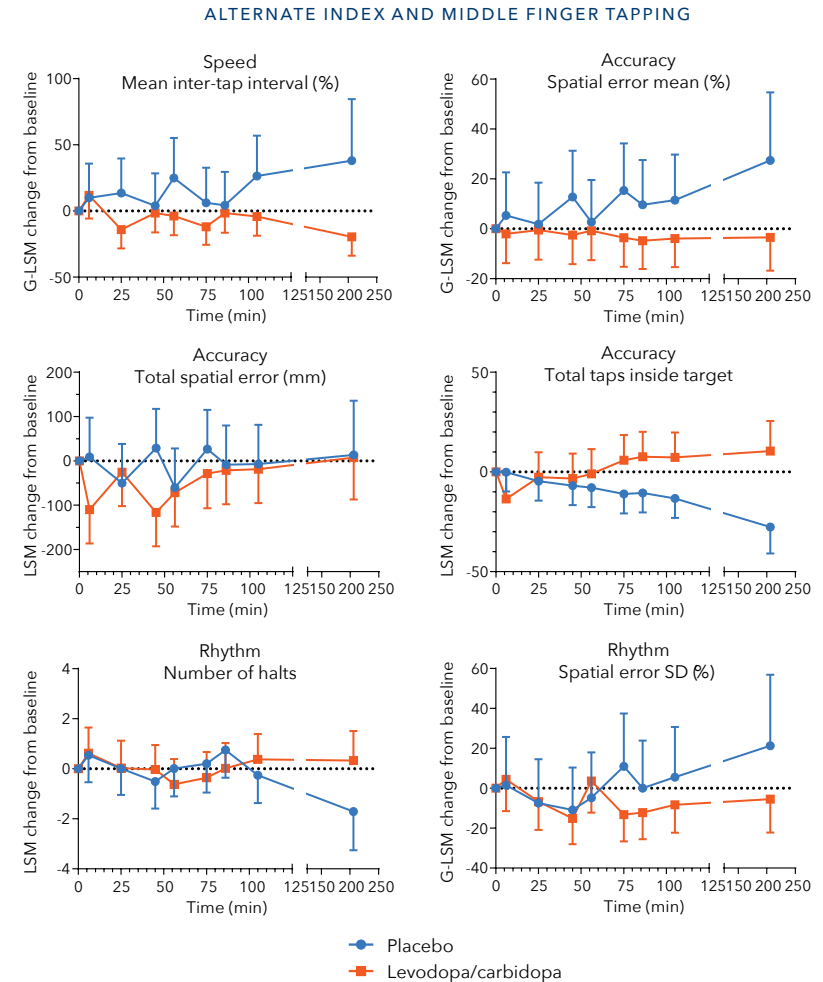 ALTERNATE INDEX AND MIDDLE FINGER TAPPING
Speed
Mean inter-tap interval (%)
G-LSM change from baseline
100
50
0
-50
0 25 50 75 100 125 150 200 250
Time (min)
Accuracy
Spatial error mean (%)
G-LSM change from baseline
60
40
20
0
-20
0 25 50 75 100 125 150 200 250
Time (min)
Accuracy
Total spatial error (mm)
LSM change from baseline
200
100
0
-100
-200
0 25 50 75 100 125 150 200 250
Time (min)
Accuracy
Total taps inside target
LSM change from baseline
50
0
-50
0 25 50 75 100 125 150 200 250
Time (min)
Rhythm
Number of halts
LSM change from baseline
4
2
0
-2
-4
0 25 50 75 100 125 150 200 250
Time (min)
Rhythm
Spatial error SD (%)
G-LSM change from baseline
60
40
20
0
-20
-40
0 25 50 75 100 125 150 200 250
Time (min)
Placebo
Levodopa/carbidopa